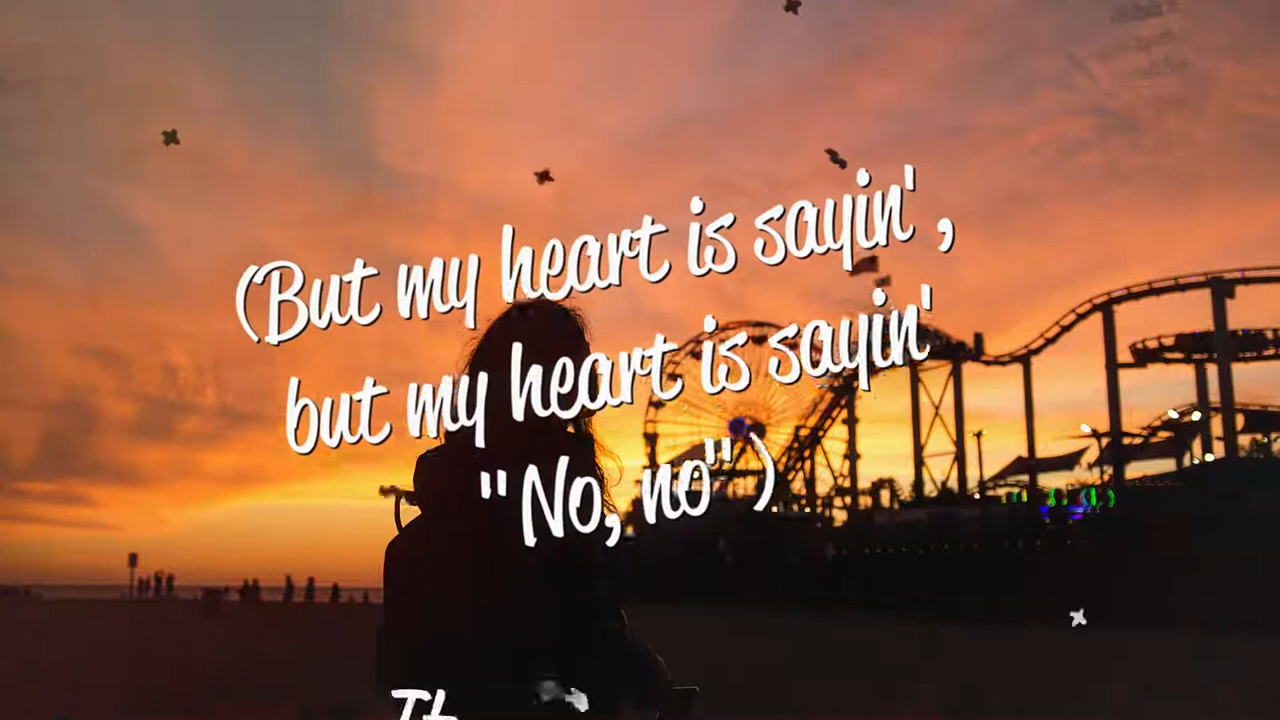 (But my heart is sayin',
but my heart is sayin'
"No, no")